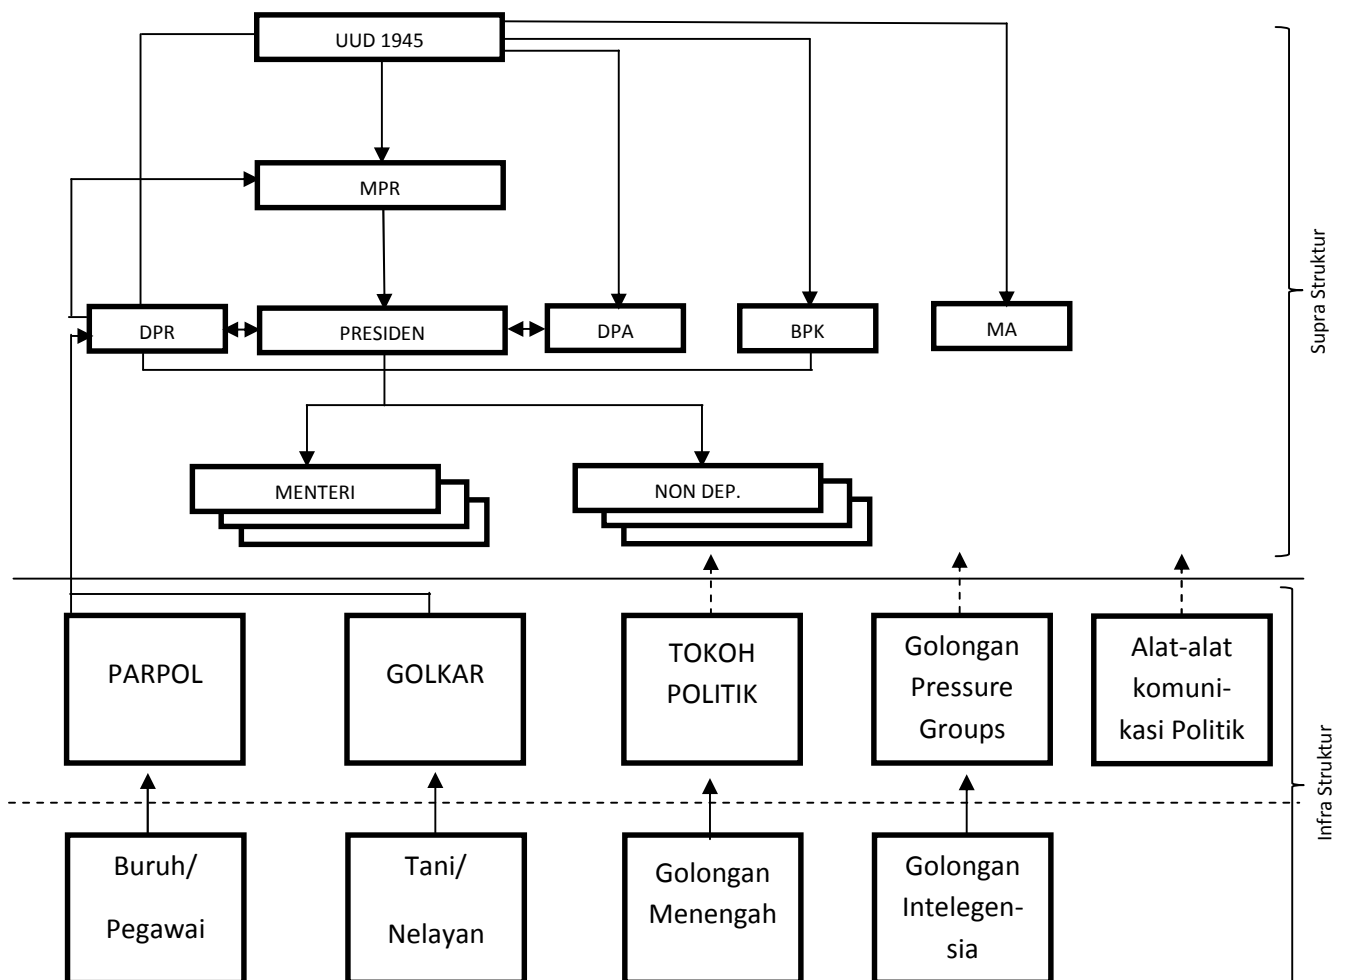 UUD 1945
MPR
DPR
PRESIDEN
DPA
BPK
MA
MENTERI
NON DEP.
Supra Struktur
PARPOL
GOLKAR
TOKOH
POLITIK
Golongan
Pressure
Groups
Alat-alat
komuni-
kasi Politik
Buruh/
Pegawai
Tani/
Nelayan
Golongan
Menengah
Golongan
Intelegen-
sia
Infra Struktur